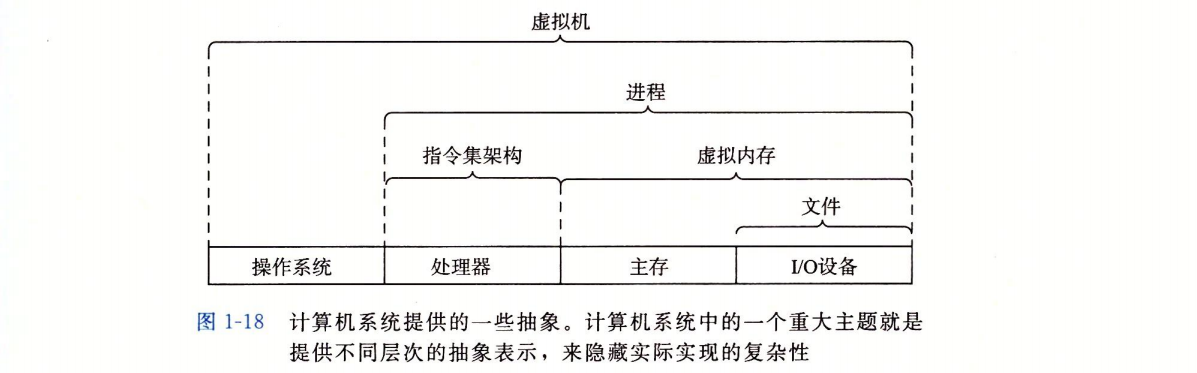 虚拟机
进程
指令集架构
虚拟内存
文件
操作系统
处理器
主存
I/O设备
图 1-18 计算机系统提供的一些抽象。计算机系统中的一个重大主题就是
提供不同层次的抽象表示，来隐藏实际实现的复杂性